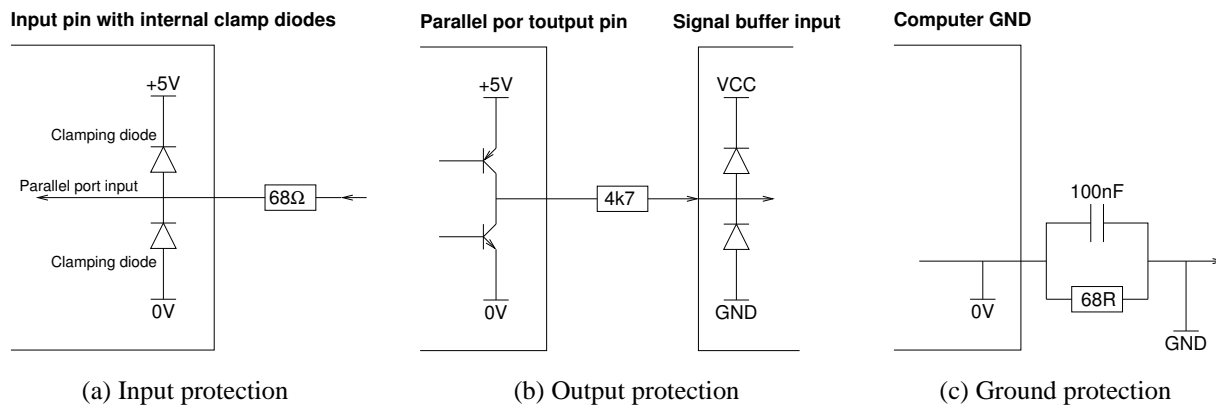 Input pin with internal clamp diodes
+5V
Clamping diode
Parallel port input
68Ω
Clamping diode
0V
(a) Input protection
Parallel por toutput pin
Signal buffer input
+5V
VCC
4k7
0V
GND
(b) Output protection
Computer GND
100nF
68R
0V
GND
(c) Ground protection